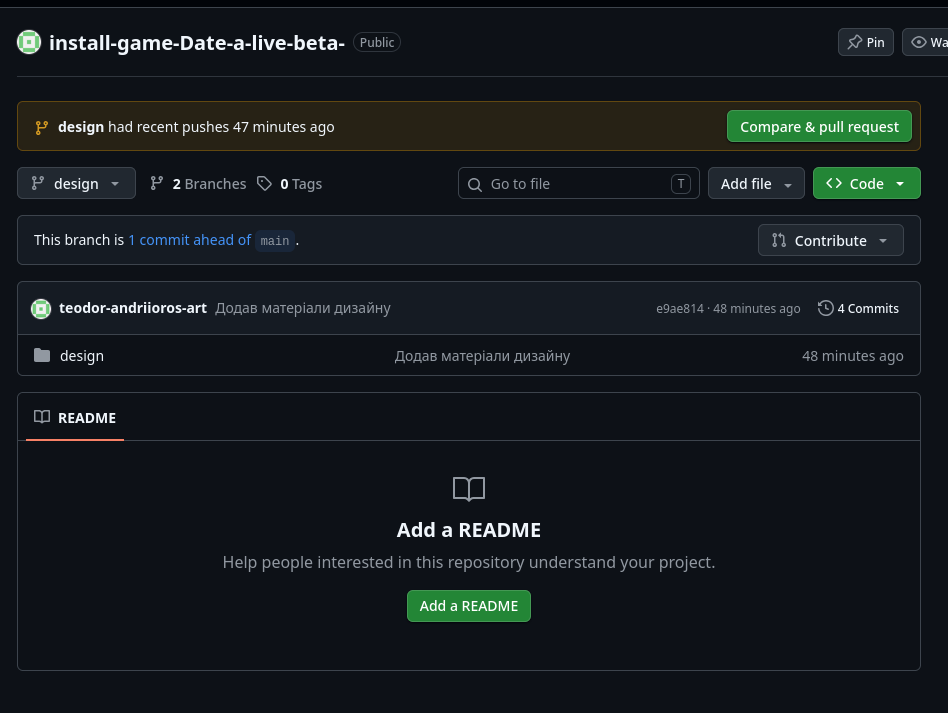 install-game-Date-a-live-beta- Public Pin Wa
design had recent pushes 47 minutes ago Compare & pull request
design 2 Branches 0 Tags Go to file T Add file Code
This branch is 1 commit ahead of main. Contribute
teodor-andriioros-art Додав матеріали дизайну e9ae814 · 48 minutes ago 4 Commits
design Додав матеріали дизайну 48 minutes ago
README
Add a README
Help people interested in this repository understand your project.
Add a README